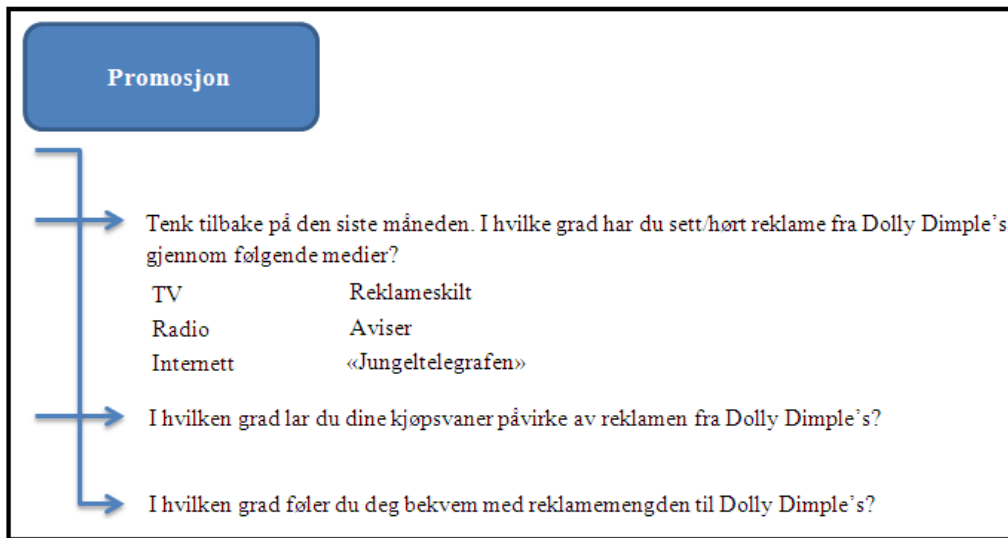 Promosjon
Tenk tilbake på den siste måneden. I hvilke grad har du sett/hørt reklame fra Dolly Dimple's
gjennom følgende medier?
TV Reklameskilt
Radio Aviser
Internett «Jungeltelegrafen»
I hvilken grad lar du dine kjøpsvaner påvirke av reklamen fra Dolly Dimple's?
I hvilken grad føler du deg bekvem med reklamemengden til Dolly Dimple's?